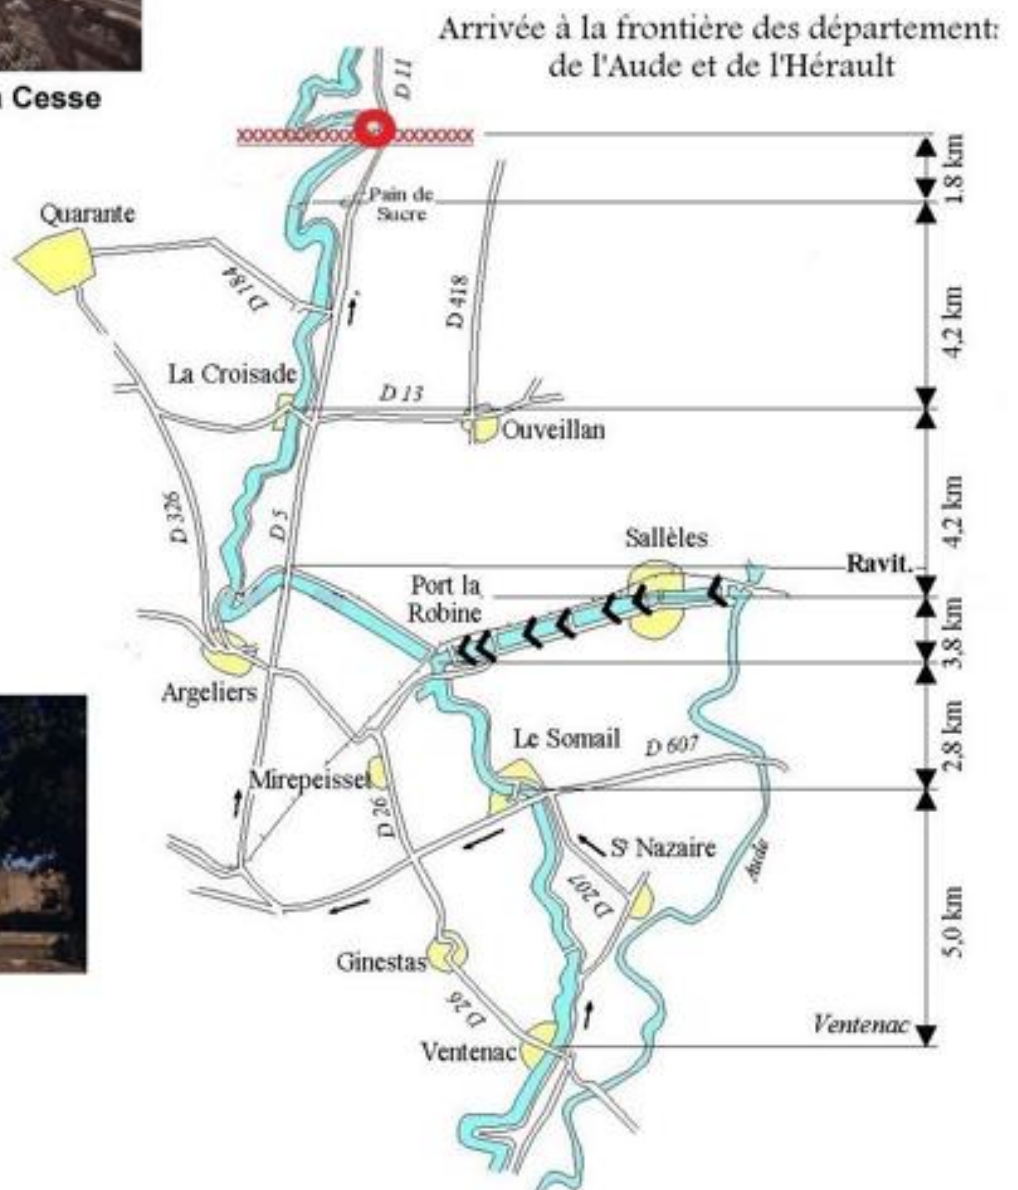 Arrivée à la frontière des département:
de l'Aude et de l'Hérault
Cesse
D 11
xxxxxxxxxxxxxxxxxxxxxxxx
1.8 km
Pain de
Sucre
Quarante
D 184
D 418
4,2 km
La Croisade
D 13
Ouveillan
D 326
D 5
4,2 km
Sallèles
Ravit.
Port la
Robine
3,8 km
Argeliers
Le Somail
D 607
2,8 km
Mirepeisset
D 26
St Nazaire
Aude
D 207
5,0 km
Ginestas
D 26
Ventenac
Ventenac